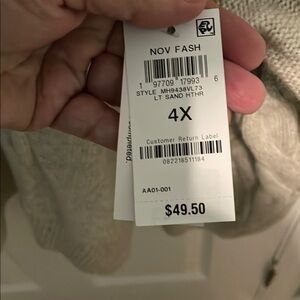 NOV FASH
1 97709 17993 6
STYLE MH9438VL73
LT SAND HTHR
4X
Customer Return Label
082218511184
AA01-001
$49.50